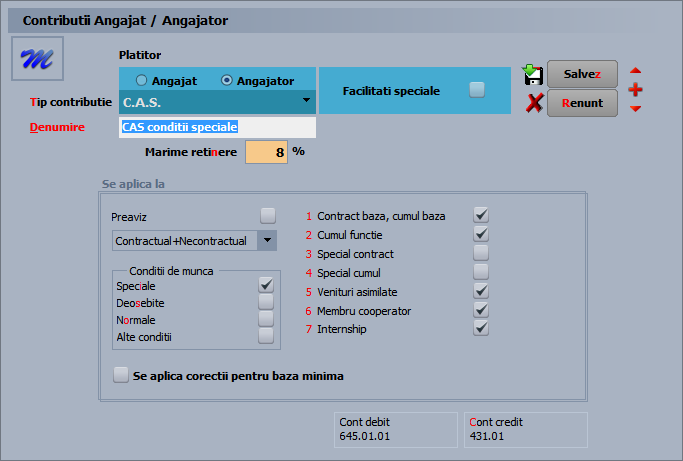 Contributii Angajat / Angajator
M
Platitor
Angajat Angajator
Tip contributie C.A.S.
Facilitati speciale
Salvez
Renunt
Denumire CAS conditii speciale
Marime retinere 8 %
Se aplica la
Preaviz
Contractual+Necontractual
Conditii de munca
Speciale
Deosebite
Normale
Alte conditii
1 Contract baza, cumul baza
2 Cumul functie
3 Special contract
4 Special cumul
5 Venituri asimilate
6 Membru cooperator
7 Internship
Se aplica corectii pentru baza minima
Cont debit
645.01.01
Cont credit
431.01